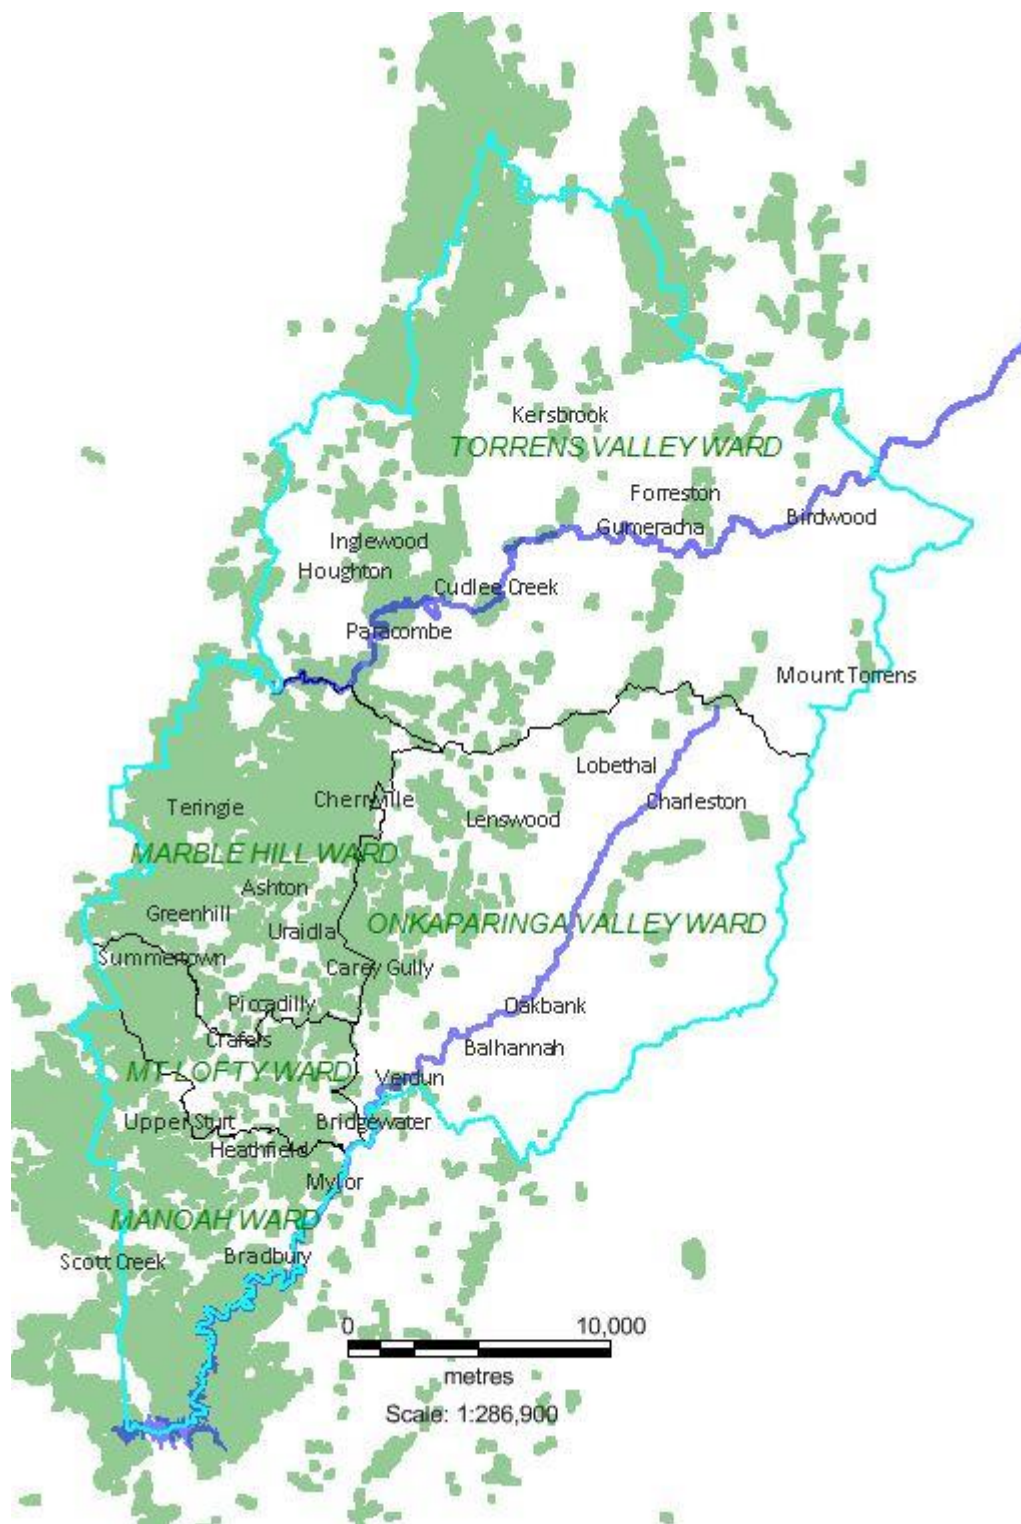 Kersbrook
TORRENS VALLEY WARD
Forreston
Birdwood
Gumeracha
Inglewood
Houghton
Cudlee Creek
Paracombe
Mount Torrens
Lobethal
Cherryville
Charleston
Teringie
Lenswood
MARBLE HILL WARD
Ashton
Greenhill
ONKAPARINGA VALLEY WARD
Uraidla
Summertown
Carey Gully
Piccadilly
Oakbank
Crafers
Balhannah
MT LOFTY WARD
Verdun
Upper Sturt
Bridgewater
Heathfield
Mylor
MANOAH WARD
Bradbury
Scott Creek
0 10,000
metres
Scale: 1:286,900